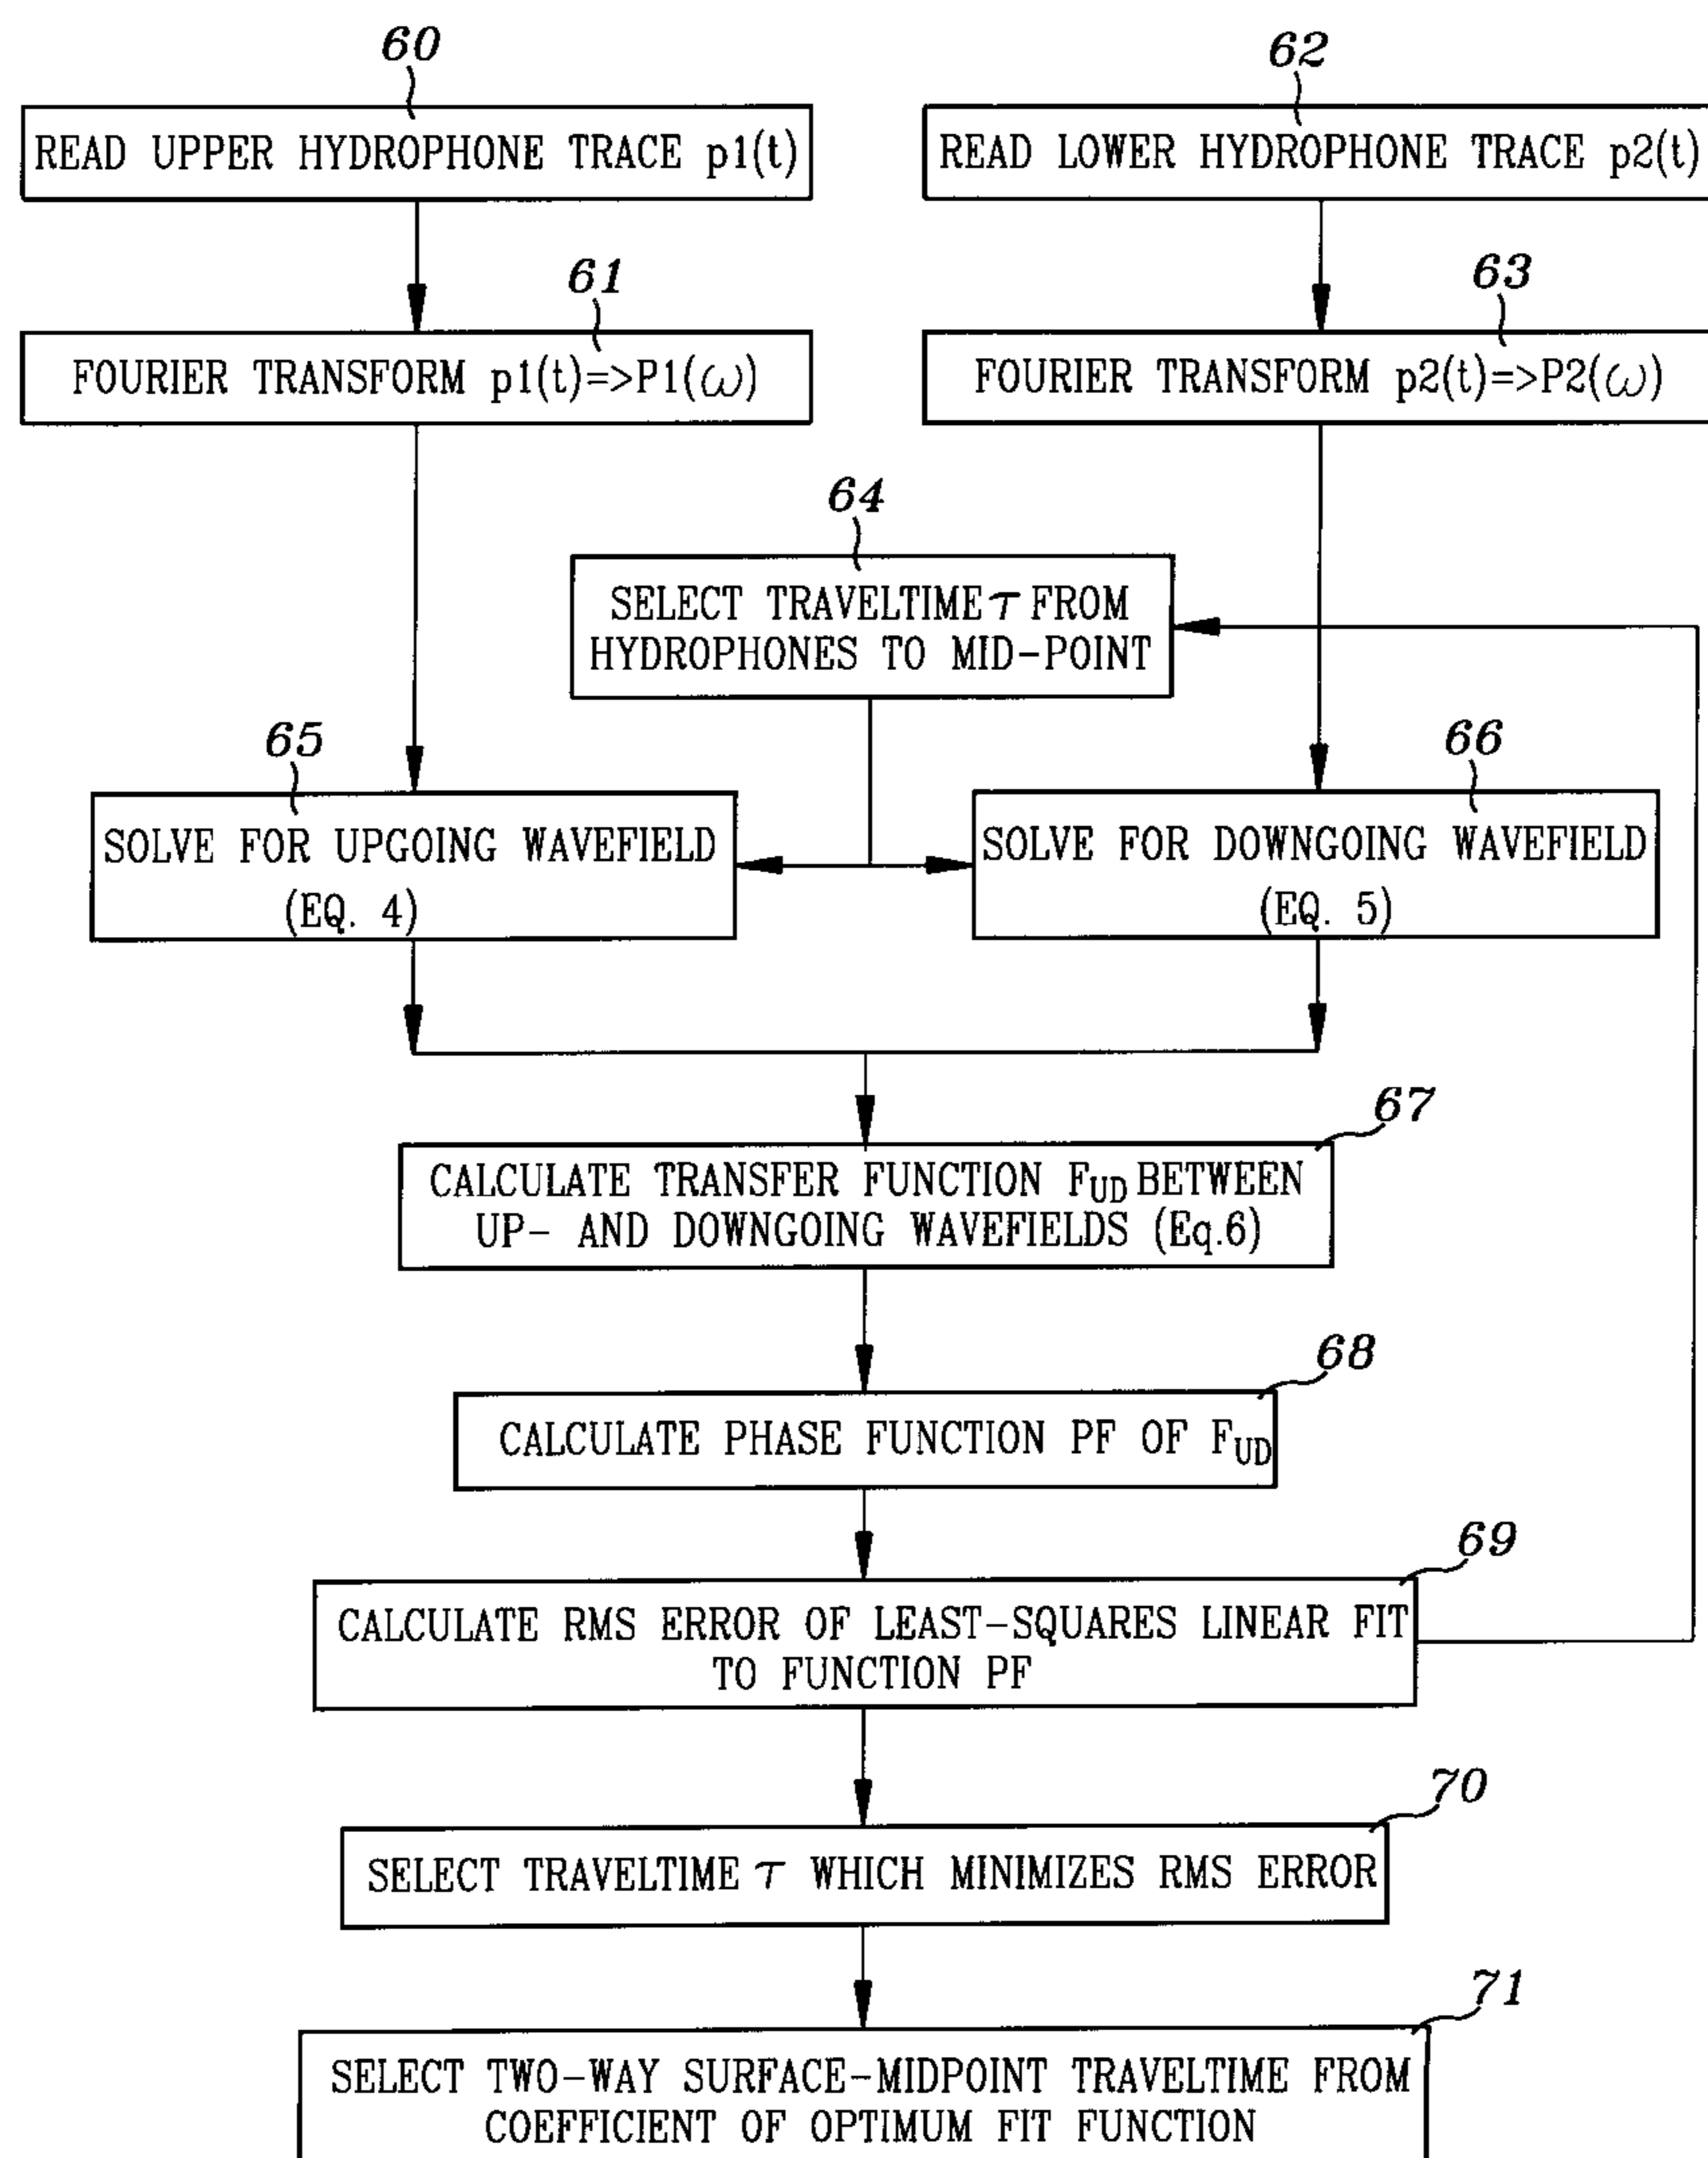 60
62
READ UPPER HYDROPHONE TRACE p1(t)
READ LOWER HYDROPHONE TRACE p2(t)
61
63
FOURIER TRANSFORM p1(t)=>P1(ω)
FOURIER TRANSFORM p2(t)=>P2(ω)
64
SELECT TRAVELTIME τ FROM
HYDROPHONES TO MID-POINT
65
66
SOLVE FOR UPGOING WAVEFIELD
(EQ. 4)
SOLVE FOR DOWNGOING WAVEFIELD
(EQ. 5)
67
CALCULATE TRANSFER FUNCTION FUD BETWEEN
UP- AND DOWNGOING WAVEFIELDS (Eq.6)
68
CALCULATE PHASE FUNCTION PF OF FUD
69
CALCULATE RMS ERROR OF LEAST-SQUARES LINEAR FIT
TO FUNCTION PF
70
SELECT TRAVELTIME τ WHICH MINIMIZES RMS ERROR
71
SELECT TWO-WAY SURFACE-MIDPOINT TRAVELTIME FROM
COEFFICIENT OF OPTIMUM FIT FUNCTION